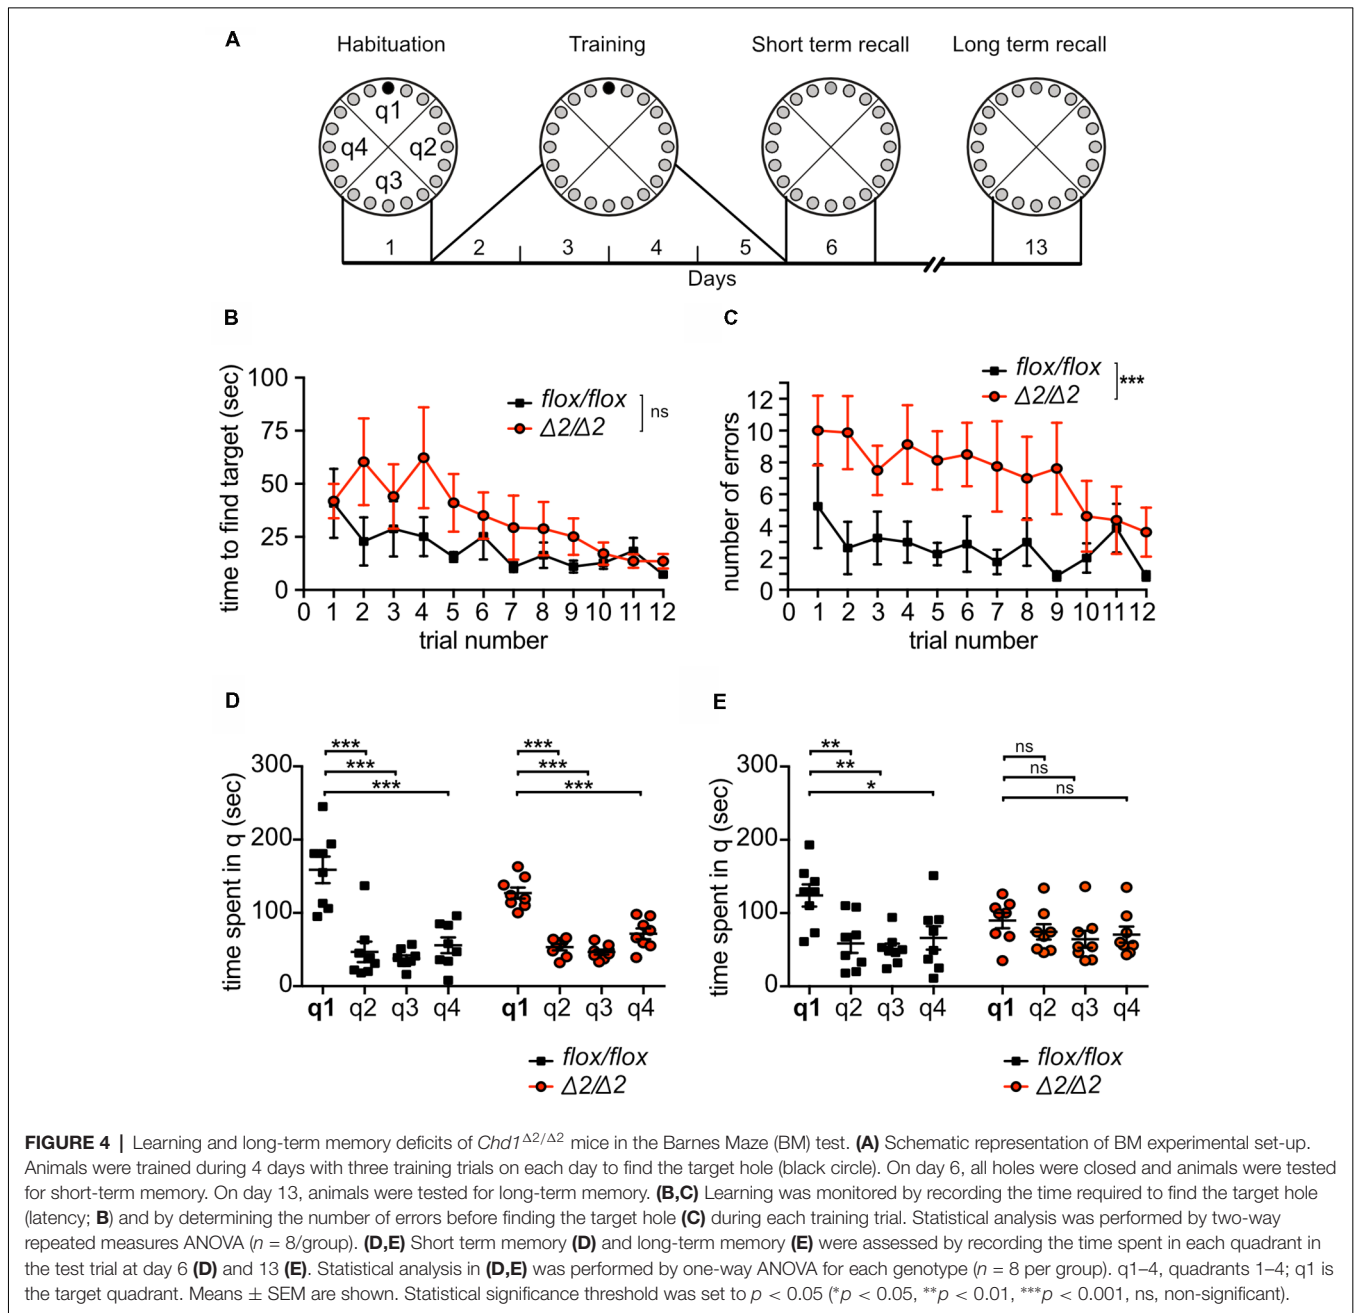 A
Habituation Training Short term recall Long term recall
q1
q4 q2
q3
1 2 3 4 5 6 13
Days
B
time to find target (sec)
100
75
50
25
0
flox/flox
Δ2/Δ2
ns
0 1 2 3 4 5 6 7 8 9 10 11 12
trial number
C
number of errors
12
10
8
6
4
2
0
flox/flox
Δ2/Δ2
***
0 1 2 3 4 5 6 7 8 9 10 11 12
trial number
D
time spent in q (sec)
300
200
100
0
***
***
***
***
***
***
q1 q2 q3 q4 q1 q2 q3 q4
flox/flox
Δ2/Δ2
E
time spent in q (sec)
300
200
100
0
**
**
*
ns
ns
ns
q1 q2 q3 q4 q1 q2 q3 q4
flox/flox
Δ2/Δ2
FIGURE 4 | Learning and long-term memory deficits of Chd1Δ2/Δ2 mice in the Barnes Maze (BM) test. (A) Schematic representation of BM experimental set-up.
Animals were trained during 4 days with three training trials on each day to find the target hole (black circle). On day 6, all holes were closed and animals were tested
for short-term memory. On day 13, animals were tested for long-term memory. (B,C) Learning was monitored by recording the time required to find the target hole
(latency; B) and by determining the number of errors before finding the target hole (C) during each training trial. Statistical analysis was performed by two-way
repeated measures ANOVA (n = 8/group). (D,E) Short term memory (D) and long-term memory (E) were assessed by recording the time spent in each quadrant in
the test trial at day 6 (D) and 13 (E). Statistical analysis in (D,E) was performed by one-way ANOVA for each genotype (n = 8 per group). q1–4, quadrants 1–4; q1 is
the target quadrant. Means ± SEM are shown. Statistical significance threshold was set to p < 0.05 (*p < 0.05, **p < 0.01, ***p < 0.001, ns, non-significant).